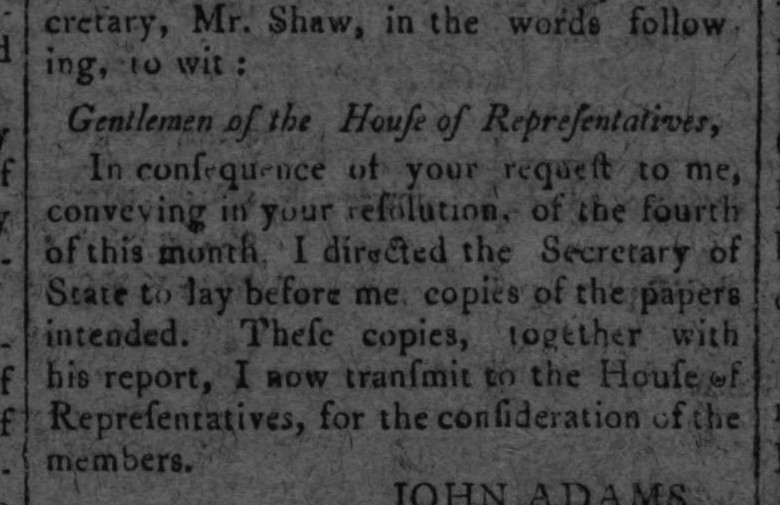 cretary, Mr. Shaw, in the words follow
ing, to wit :
Gentlemen of the Houſe of Repreſentatives,
In conſequence of your requeſt to me,
conveying in your reſolution, of the fourth
of this month, I directed the Secretary of
State to lay before me copies of the papers
intended. Theſe copies, together with
his report, I now tranſmit to the Houſe of
Repreſentatives, for the conſideration of the
members.
JOHN ADAMS